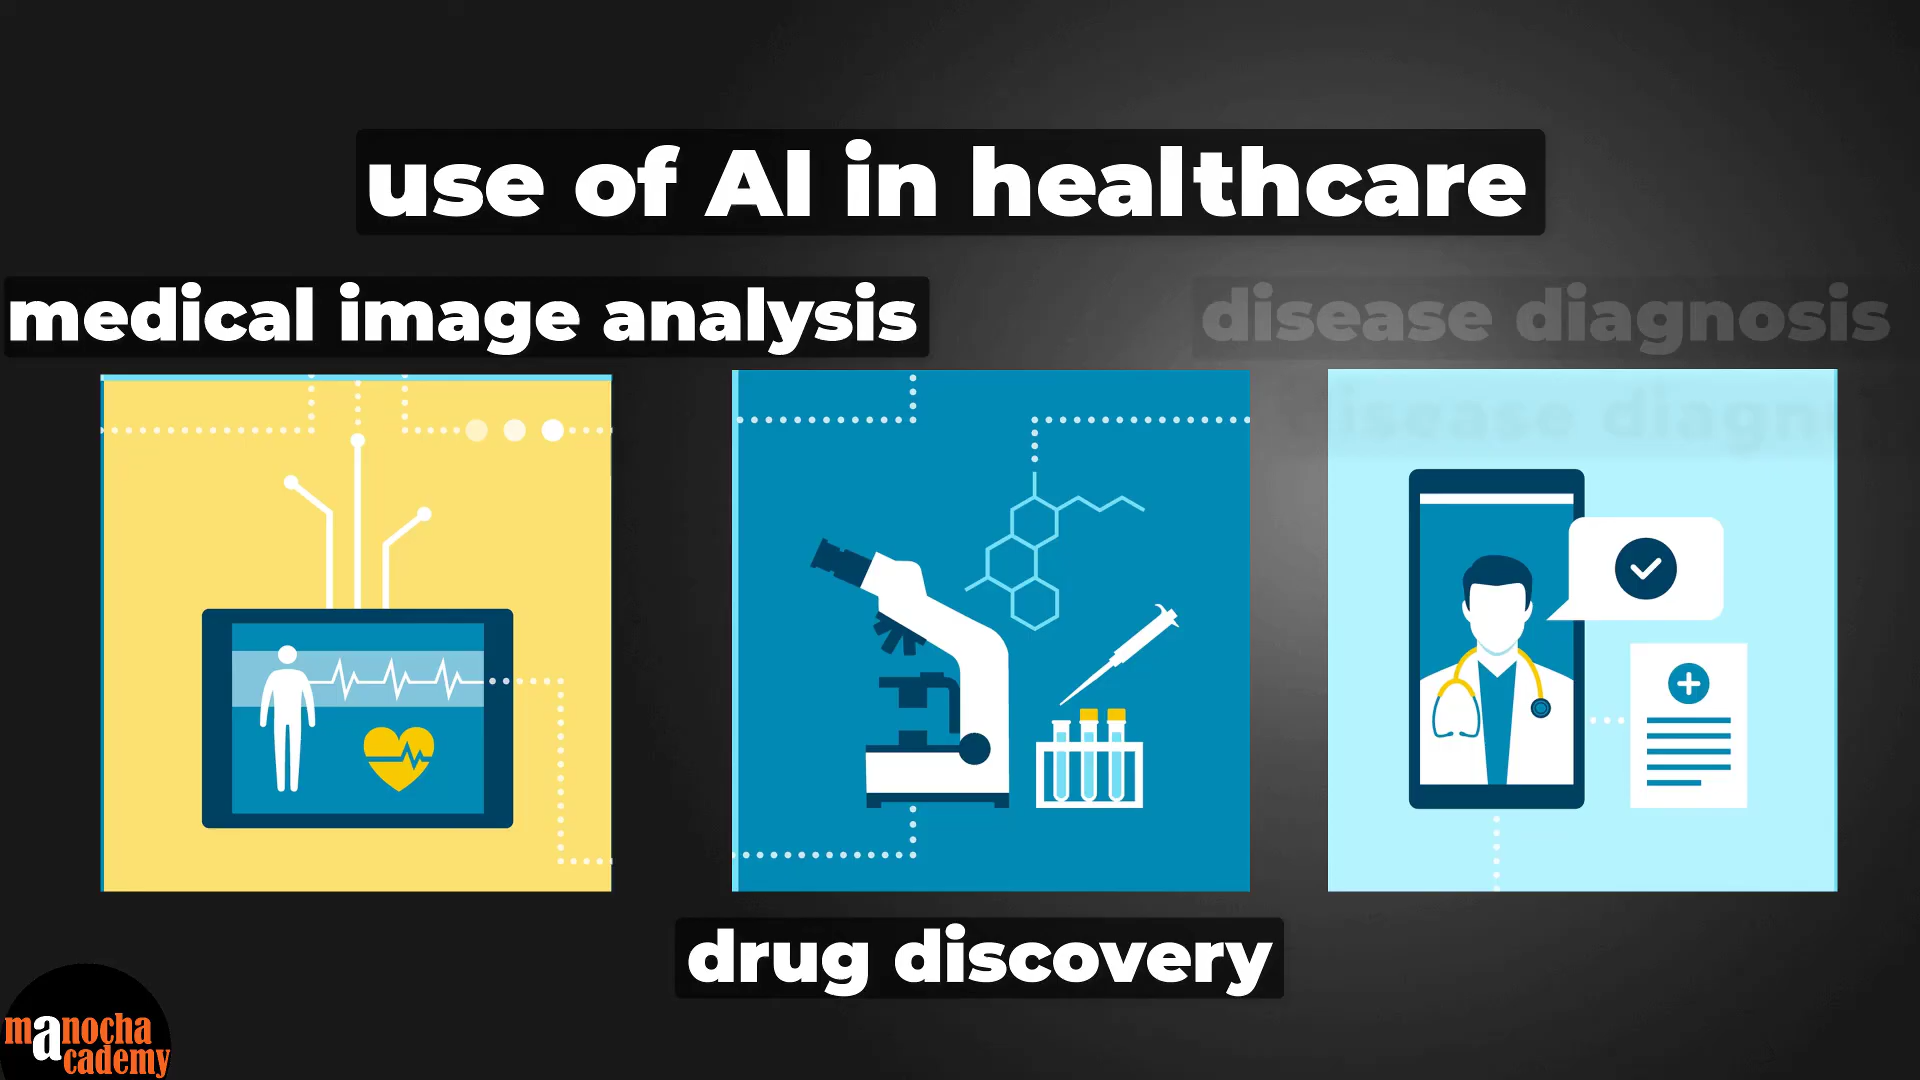 use of AI in healthcare
medical image analysis
disease diagnosis
drug discovery
manocha
academy